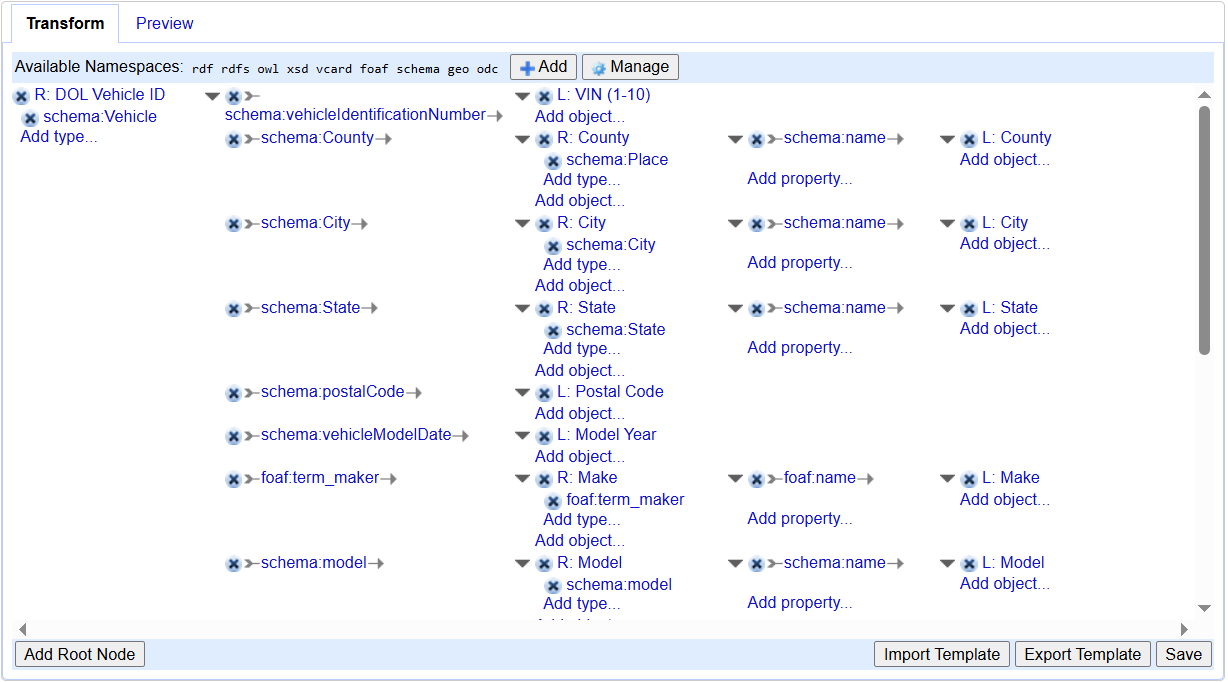 Transform Preview
Available Namespaces: rdf rdfs owl xsd vcard foaf schema geo odc Add Manage
R: DOL Vehicle ID L: VIN (1-10)
schema:Vehicle schema:vehicleIdentificationNumber Add object...
Add type... schema:County R: County schema:name L: County
schema:Place Add object...
Add type... Add property...
Add object...
schema:City R: City schema:name L: City
schema:City Add object...
Add type... Add property...
Add object...
schema:State R: State schema:name L: State
schema:State Add object...
Add type... Add property...
Add object...
schema:postalCode L: Postal Code
Add object...
schema:vehicleModelDate L: Model Year
Add object...
foaf:term_maker R: Make foaf:name L: Make
foaf:term_maker Add object...
Add type... Add property...
Add object...
schema:model R: Model schema:name L: Model
schema:model Add object...
Add type... Add property...
Add Root Node Import Template Export Template Save